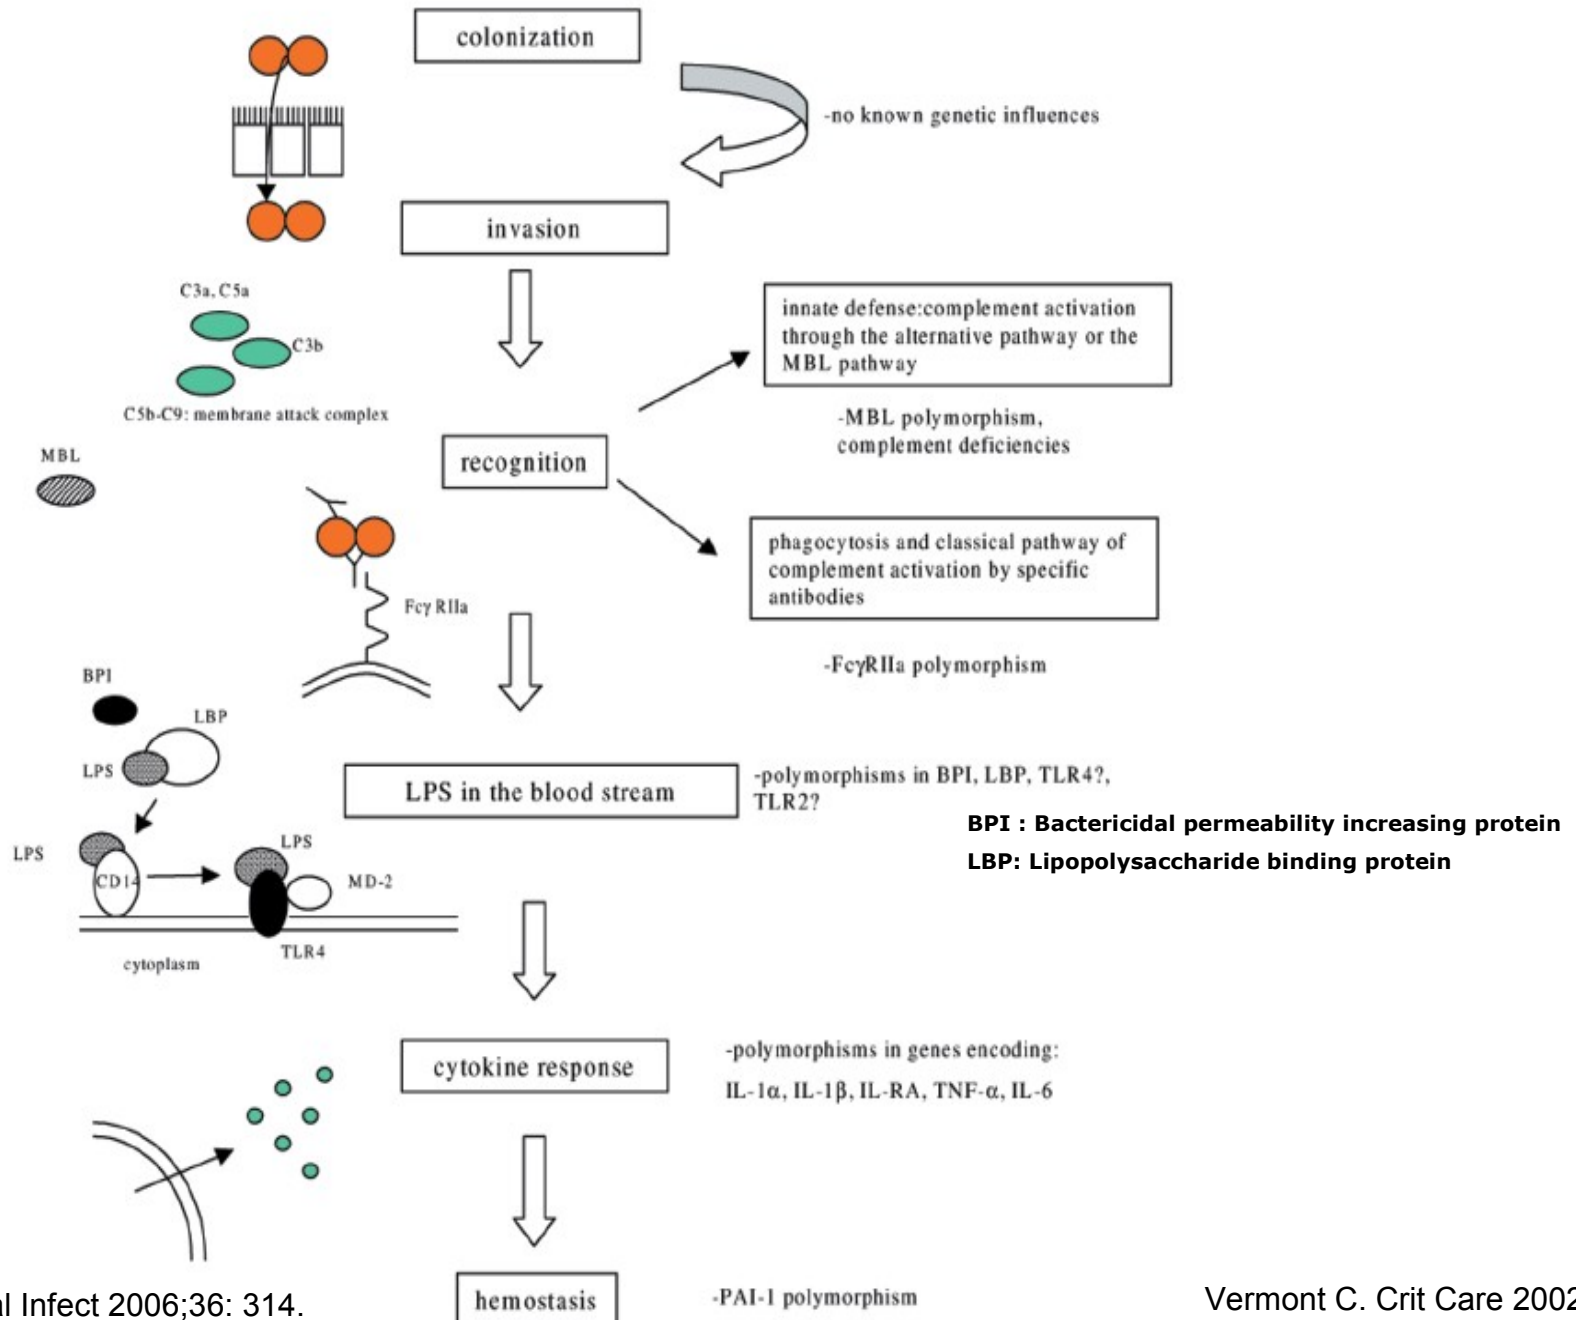 colonization
-no known genetic influences
invasion
C3a, C5a
C3b
C5b-C9: membrane attack complex
innate defense:complement activation
through the alternative pathway or the
MBL pathway
-MBL polymorphism,
complement deficiencies
MBL
recognition
phagocytosis and classical pathway of
complement activation by specific
antibodies
FcγRIIa
-FcγRIIa polymorphism
BPI
LBP
LPS
LPS in the blood stream
-polymorphisms in BPI, LBP, TLR4?,
TLR2?
BPI : Bactericidal permeability increasing protein
LBP: Lipopolysaccharide binding protein
LPS
CD14
LPS
MD-2
TLR4
cytoplasm
cytokine response
-polymorphisms in genes encoding:
IL-1α, IL-1β, IL-RA, TNF-α, IL-6
hemostasis
-PAI-1 polymorphism
al Infect 2006;36: 314.
Vermont C. Crit Care 2002